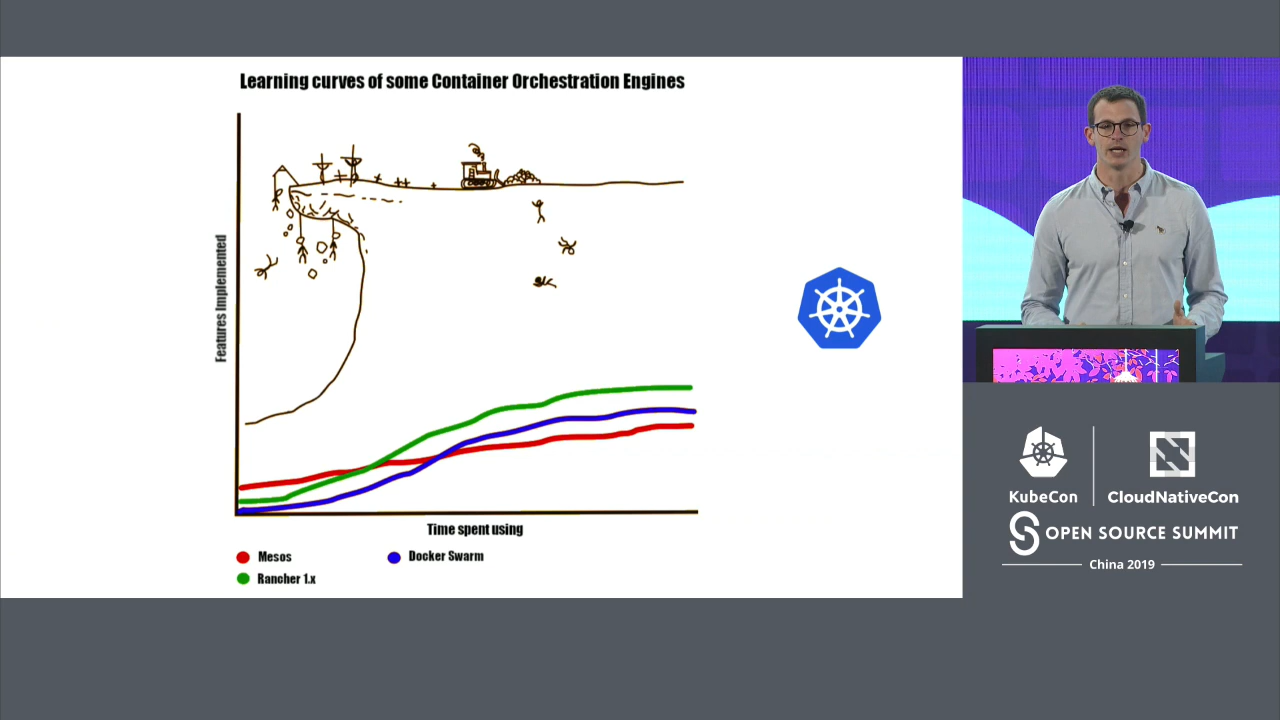 Learning curves of some Container Orchestration Engines
Features Implemented
Time spent using
Mesos
Docker Swarm
Rancher 1.x
KubeCon
CloudNativeCon
OPEN SOURCE SUMMIT
China 2019